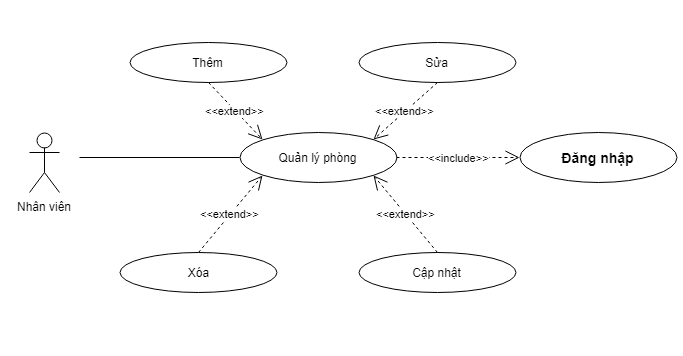 Thêm
Sửa
<<extend>>
<<extend>>
Quản lý phòng
<<include>>
Đăng nhập
Nhân viên
<<extend>>
<<extend>>
Xóa
Cập nhật